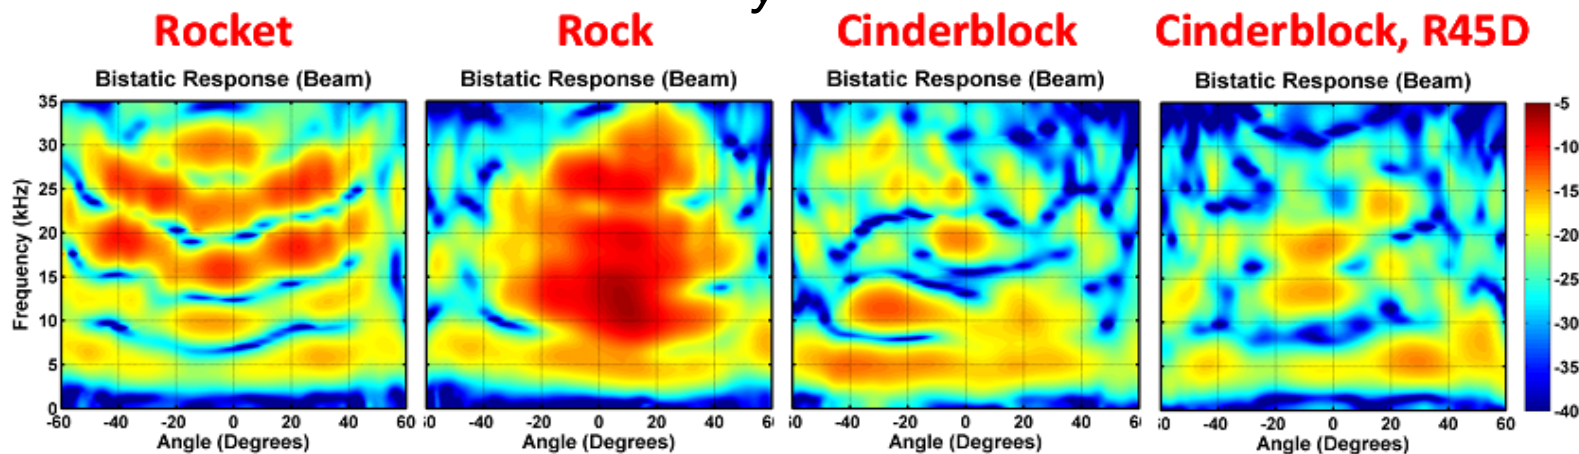 y
Rocket
Rock
Cinderblock
Cinderblock, R45D
Bistatic Response (Beam)
Bistatic Response (Beam)
Bistatic Response (Beam)
Bistatic Response (Beam)
Frequency (kHz)
35
30
25
20
15
10
5
0
-60 -40 -20 0 20 40 60
-40 -20 0 20 40 60
-40 -20 0 20 40 60
-40 -20 0 20 40 60
Angle (Degrees)
Angle (Degrees)
Angle (Degrees)
Angle (Degrees)
-5
-10
-15
-20
-25
-30
-35
-40